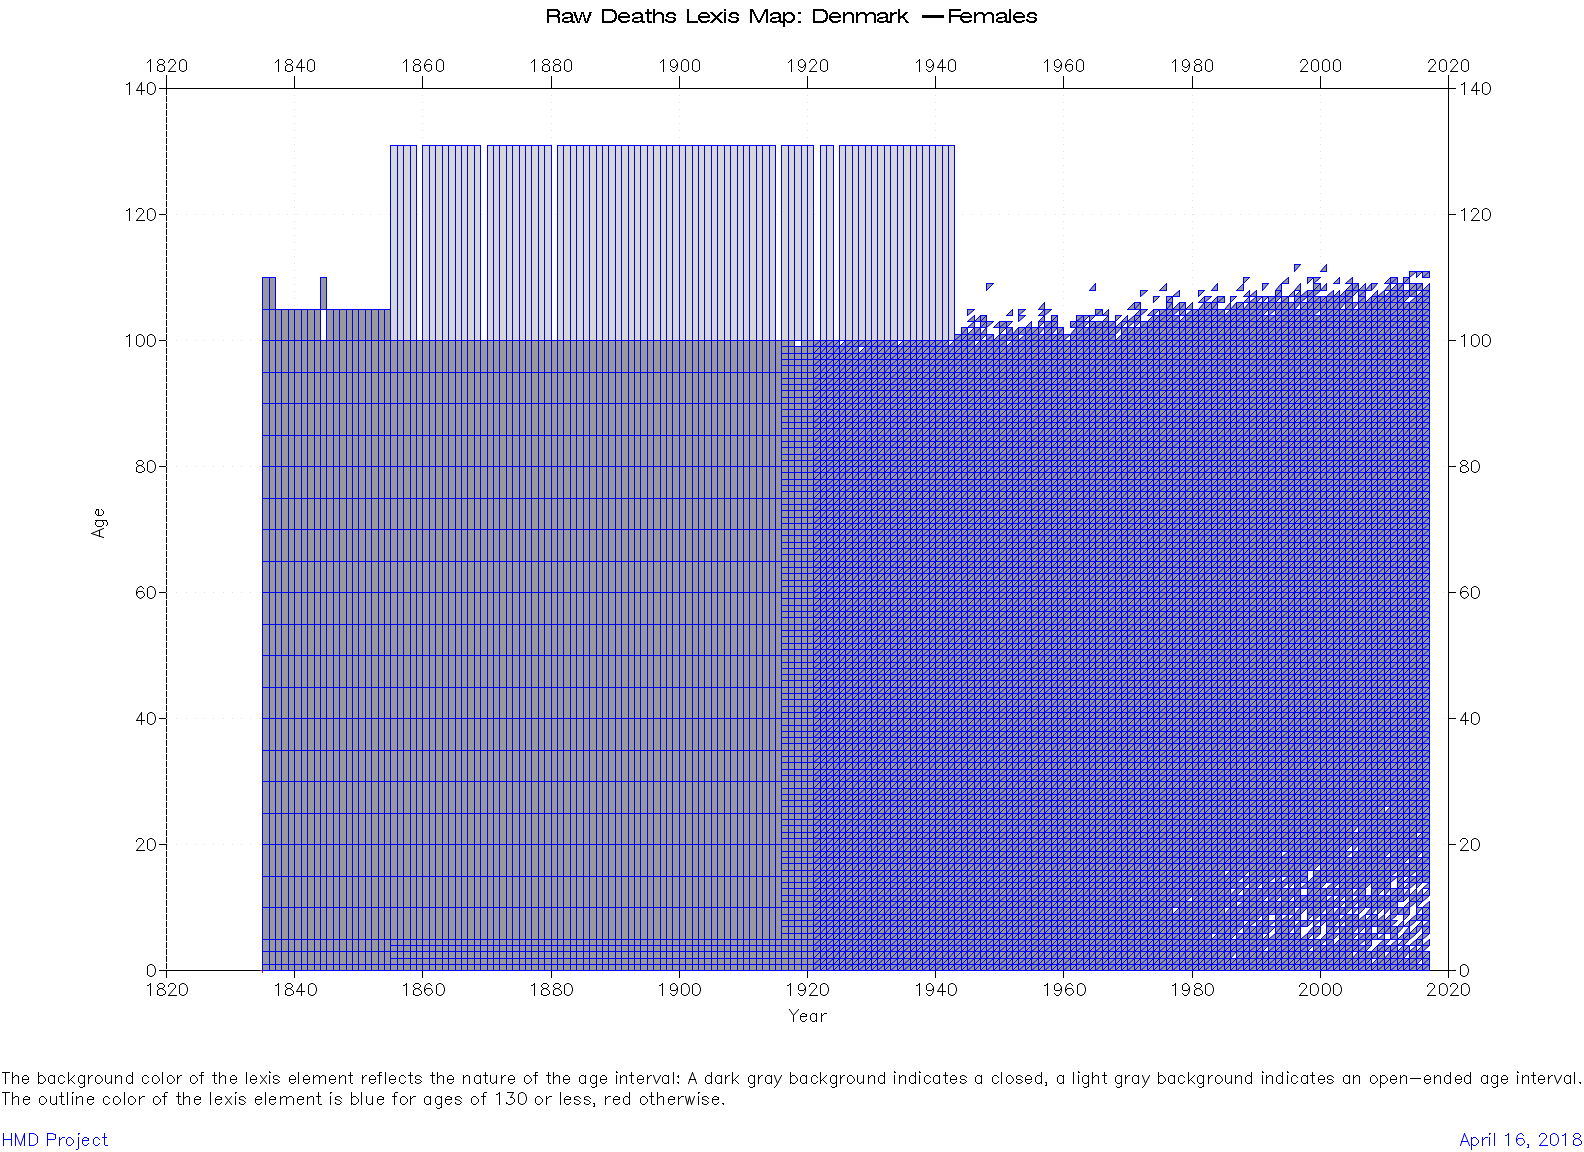 Raw Deaths Lexis Map: Denmark —Females
1820 1840 1860 1880 1900 1920 1940 1960 1980 2000 2020
140 140
120 120
100 100
80 80
60 60
Age
40 40
20 20
0 0
1820 1840 1860 1880 1900 1920 1940 1960 1980 2000 2020
Year
The background color of the lexis element reflects the nature of the age interval: A dark gray background indicates a closed, a light gray background indicates an open—ended age interval.
The outline color of the lexis element is blue for ages of 130 or less, red otherwise.
HMD Project April 16, 2018